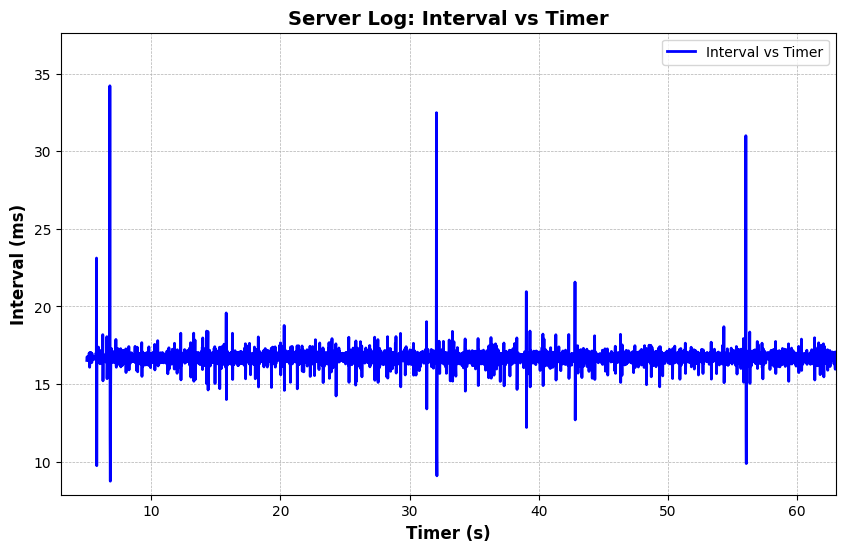 Server Log: Interval vs Timer
Interval vs Timer
35
30
25
20
15
10
Interval (ms)
10 20 30 40 50 60
Timer (s)